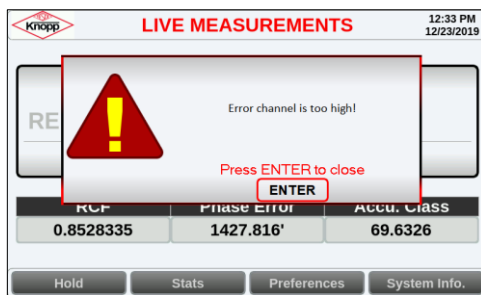 Knopp
LIVE MEASUREMENTS
12:33 PM
12/23/2019
RE
Error channel is too high!
Press ENTER to close
ENTER
RCF Phase Error Accu. Class
0.8528335 1427.816' 69.6326
Hold Stats Preferences System Info.